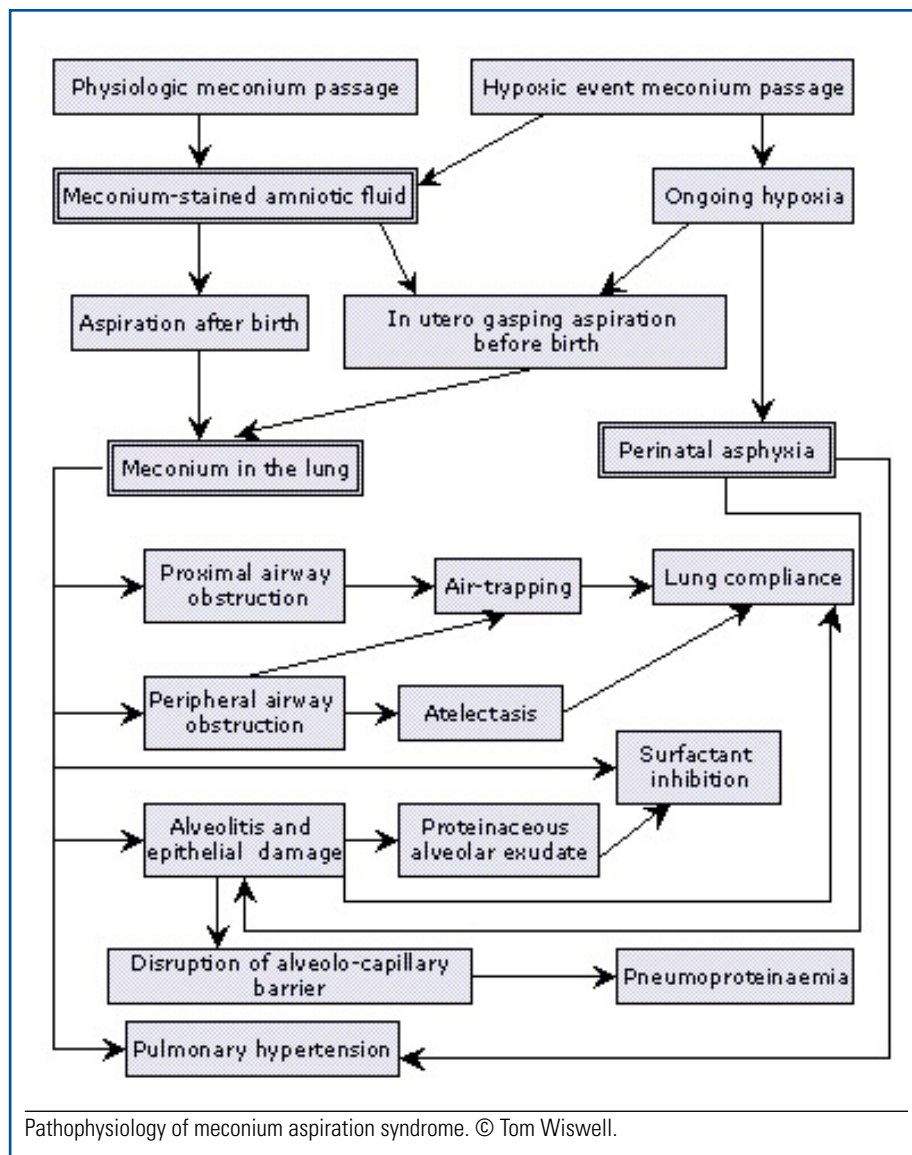 Physiologic meconium passage
Hypoxic event meconium passage
Meconium-stained amniotic fluid
Ongoing hypoxia
Aspiration after birth
In utero gasping aspiration
before birth
Meconium in the lung
Perinatal asphyxia
Proximal airway
obstruction
Air-trapping
Lung compliance
Peripheral airway
obstruction
Atelectasis
Surfactant
inhibition
Alveolitis and
epithelial damage
Proteinaceous
alveolar exudate
Disruption of alveolo-capillary
barrier
Pneumoproteinaemia
Pulmonary hypertension
Pathophysiology of meconium aspiration syndrome. © Tom Wiswell.